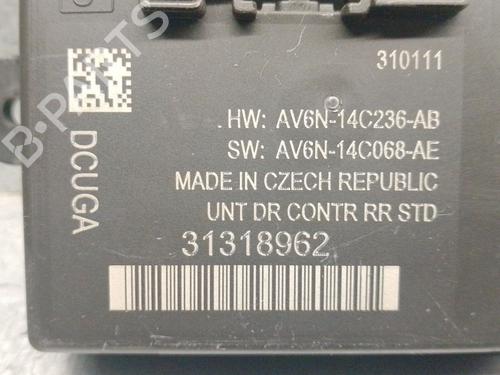 310111
HW: AV6N-14C236-AB
SW: AV6N-14C068-AE
MADE IN CZECH REPUBLIC
UNT DR CONTR RR STD
31318962
DCUGA
B-PARTS